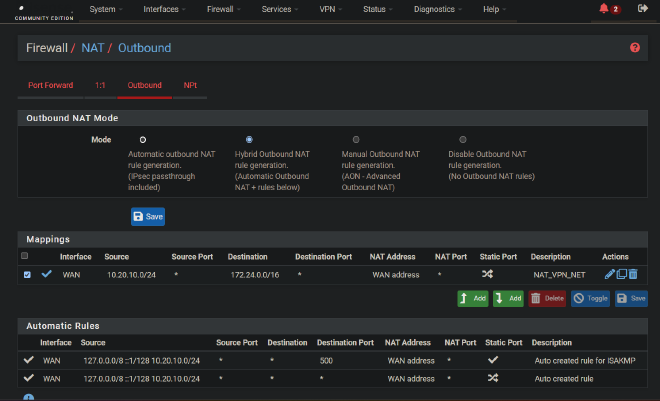 COMMUNITY EDITION
System Interfaces Firewall Services VPN Status Diagnostics Help 2
Firewall / NAT / Outbound
Port Forward 1:1 Outbound NPt
Outbound NAT Mode
Mode
Automatic outbound NAT
rule generation.
(IPsec passthrough
included)
Hybrid Outbound NAT
rule generation.
(Automatic Outbound
NAT + rules below)
Manual Outbound NAT
rule generation.
(AON - Advanced
Outbound NAT)
Disable Outbound NAT
rule generation.
(No Outbound NAT rules)
Save
Mappings
Interface Source Source Port Destination Destination Port NAT Address NAT Port Static Port Description Actions
WAN 10.20.10.0/24 * 172.24.0.0/16 * WAN address * NAT_VPN_NET
Add Add Delete Toggle Save
Automatic Rules
Interface Source Source Port Destination Destination Port NAT Address NAT Port Static Port Description
WAN 127.0.0.0/8 ::1/128 10.20.10.0/24 * * 500 WAN address * Auto created rule for ISAKMP
WAN 127.0.0.0/8 ::1/128 10.20.10.0/24 * * * WAN address * Auto created rule